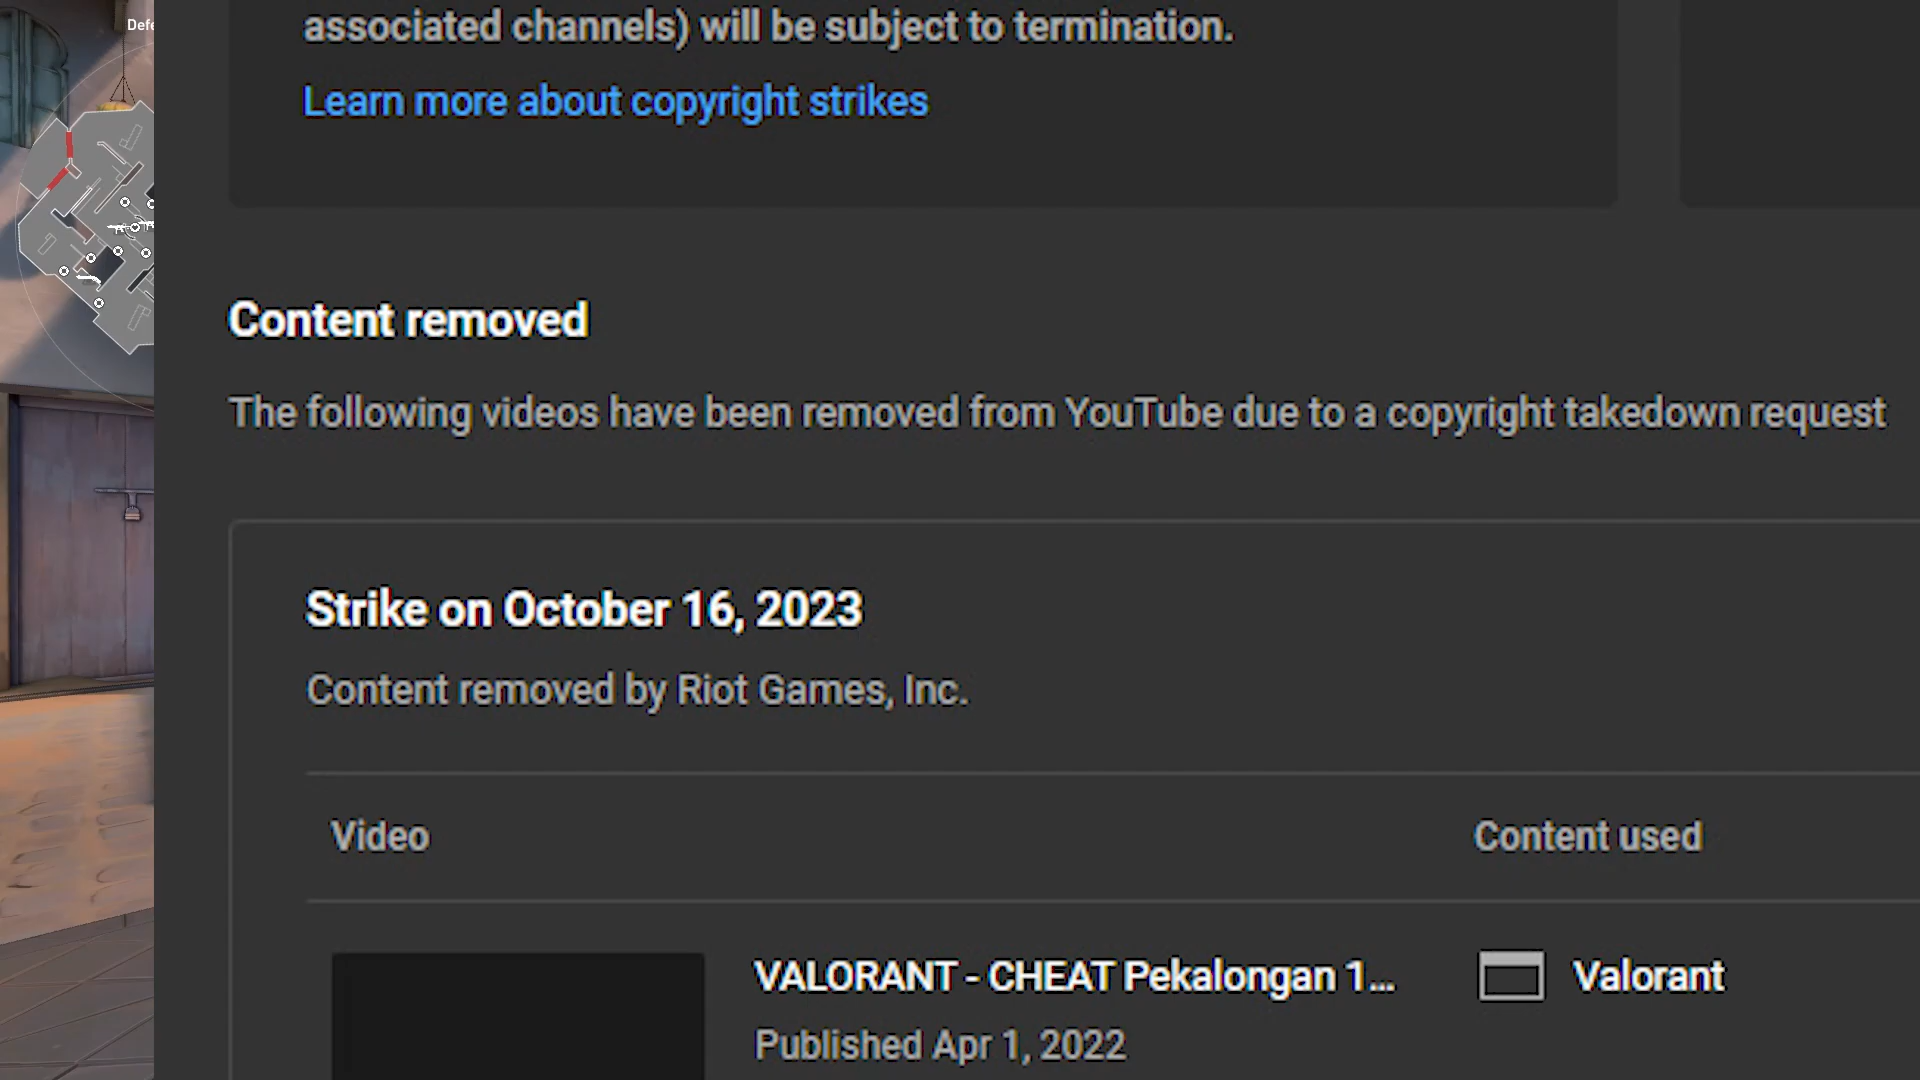 Defe
associated channels) will be subject to termination.
Learn more about copyright strikes
Content removed
The following videos have been removed from YouTube due to a copyright takedown request
Strike on October 16, 2023
Content removed by Riot Games, Inc.
Video
Content used
VALORANT - CHEAT Pekalongan 1...
Valorant
Published Apr 1, 2022